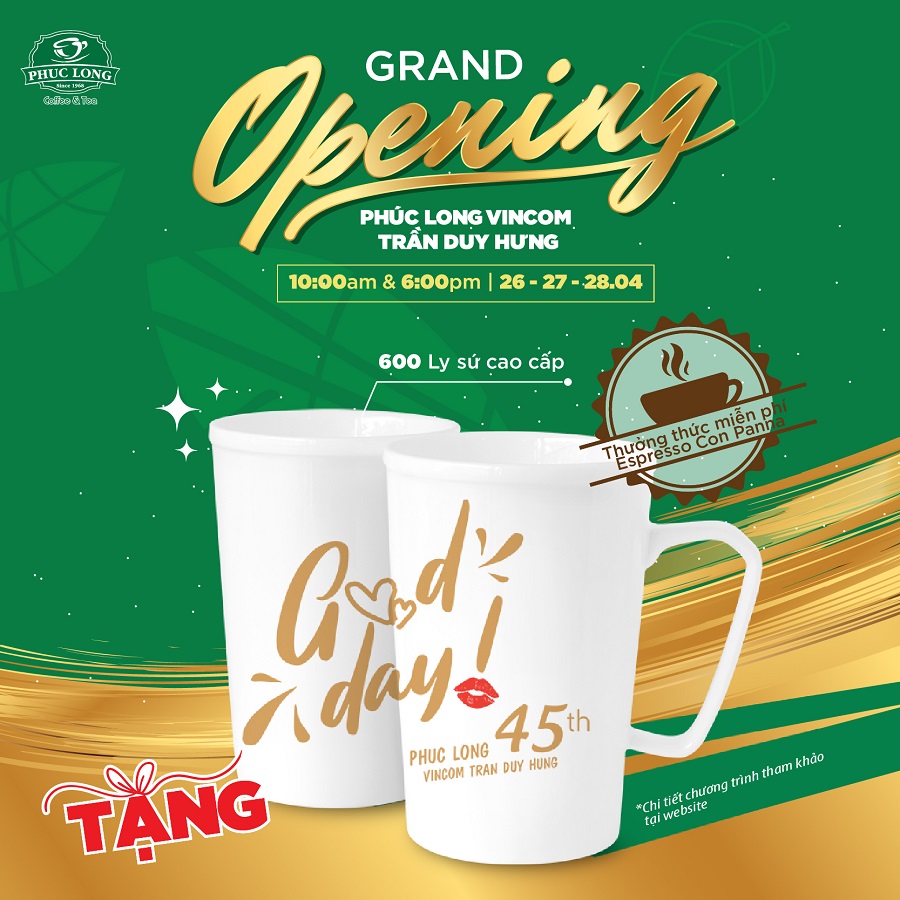 PHUC LONG
Since 1968
Coffee & Tea
GRAND
Opening
PHÚC LONG VINCOM
TRẦN DUY HƯNG
10:00am & 6:00pm | 26 - 27 - 28.04
600 Ly sứ cao cấp
Thưởng thức miễn phí
Espresso Con Panna
Good
day!
PHUC LONG 45th
VINCOM TRAN DUY HUNG
TẶNG
*Chi tiết chương trình tham khảo
tại website